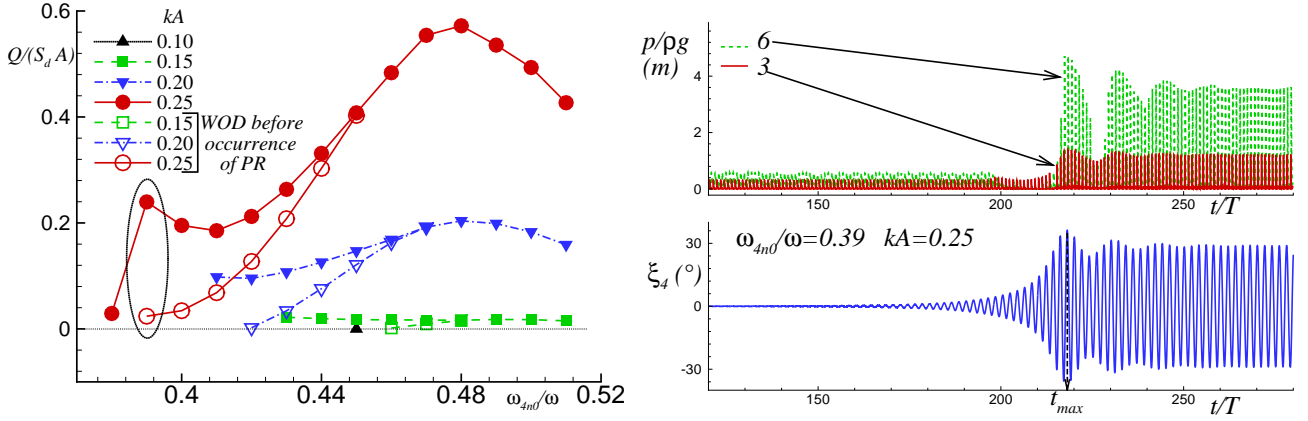 0.6
0.4
0.2
0
Q/(S_d A)
kA
0.10
0.15
0.20
0.25
0.15
0.20
0.25
WOD before
occurrence
of PR
0.4 0.44 0.48 ω_4n0/ω 0.52
p/ρg
(m)
6
3
4
2
0
150 200 250 t/T
ω_4n0/ω=0.39 kA=0.25
ξ_4 (°)
30
0
-30
150 200 t_max 250 t/T